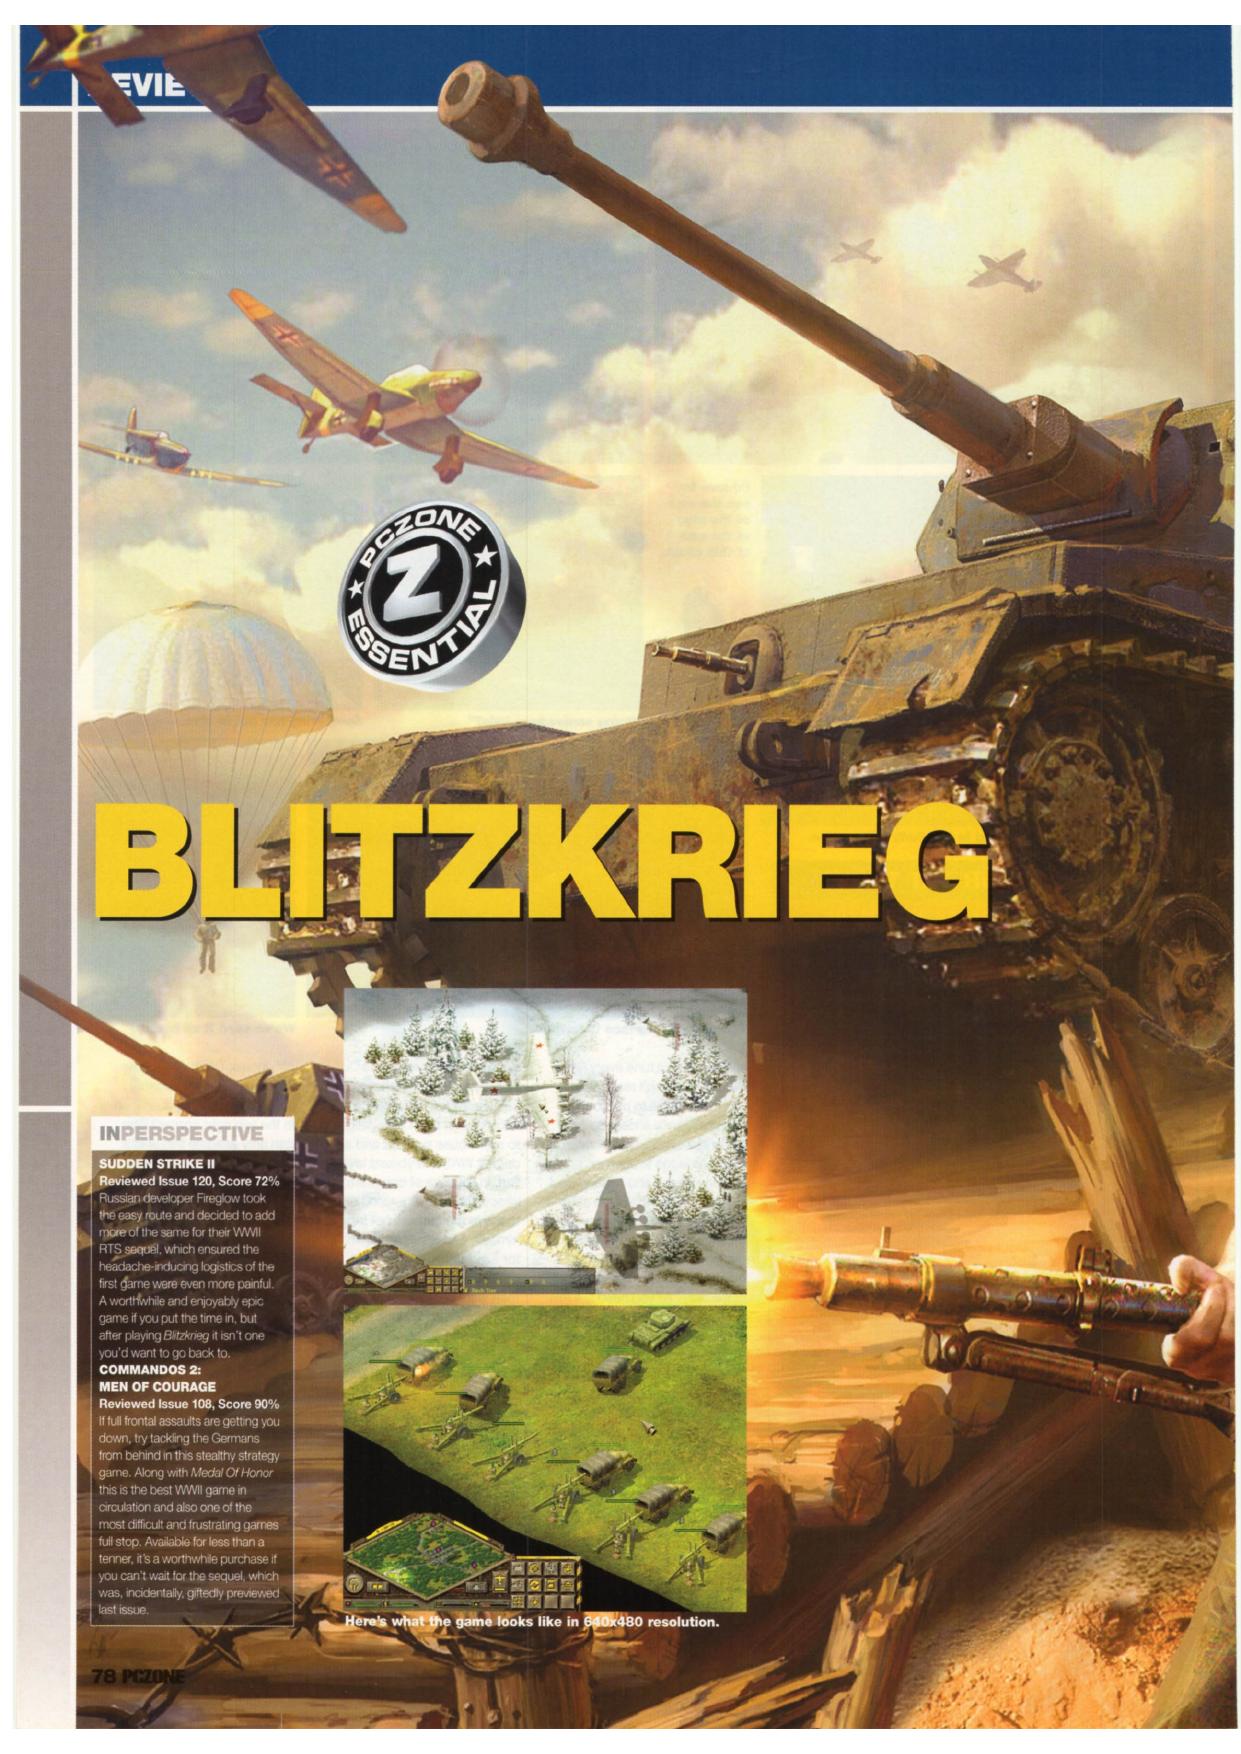 EVIE
PCZONE
Z
ESSENTIAL
BLITZKRIEG
INPERSPECTIVE
SUDDEN STRIKE II
Reviewed Issue 120, Score 72%
Russian developer Fireglow took
the easy route and decided to add
more of the same for their WWII
RTS sequel, which ensured the
headache-inducing logistics of the
first game were even more painful.
A worthwhile and enjoyably epic
game if you put the time in, but
after playing Blitzkrieg it isn't one
you'd want to go back to.
COMMANDOS 2:
MEN OF COURAGE
Reviewed Issue 108, Score 90%
If full frontal assaults are getting you
down, try tackling the Germans
from behind in this stealthy strategy
game. Along with Medal Of Honor
this is the best WWII game in
circulation and also one of the
most difficult and frustrating games
full stop. Available for less than a
tenner, it's a worthwhile purchase if
you can't wait for the sequel, which
was, incidentally, giftedly previewed
last issue.
Here's what the game looks like in 640x480 resolution.
78 PCZONE